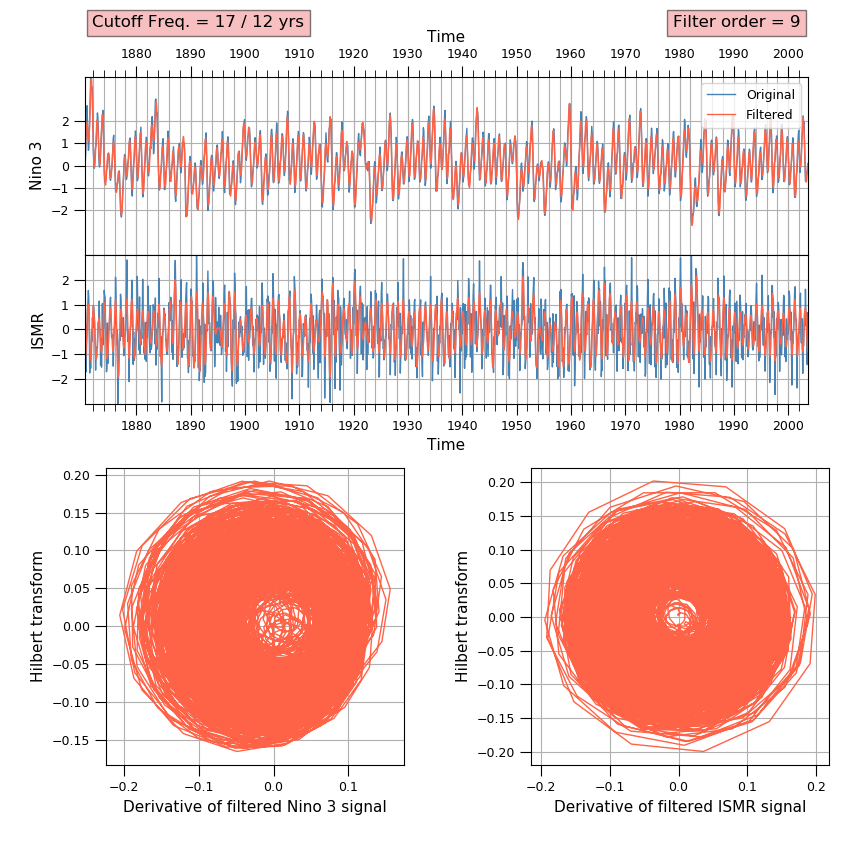 Cutoff Freq. = 17 / 12 yrs
Filter order = 9
Time
1880 1890 1900 1910 1920 1930 1940 1950 1960 1970 1980 1990 2000
Original
Filtered
Nino 3
2
1
0
−1
−2
ISMR
2
1
0
−1
−2
1880 1890 1900 1910 1920 1930 1940 1950 1960 1970 1980 1990 2000
Time
Hilbert transform
0.20
0.15
0.10
0.05
0.00
−0.05
−0.10
−0.15
−0.2 −0.1 0.0 0.1
Derivative of filtered Nino 3 signal
Hilbert transform
0.20
0.15
0.10
0.05
0.00
−0.05
−0.10
−0.15
−0.20
−0.2 −0.1 0.0 0.1 0.2
Derivative of filtered ISMR signal